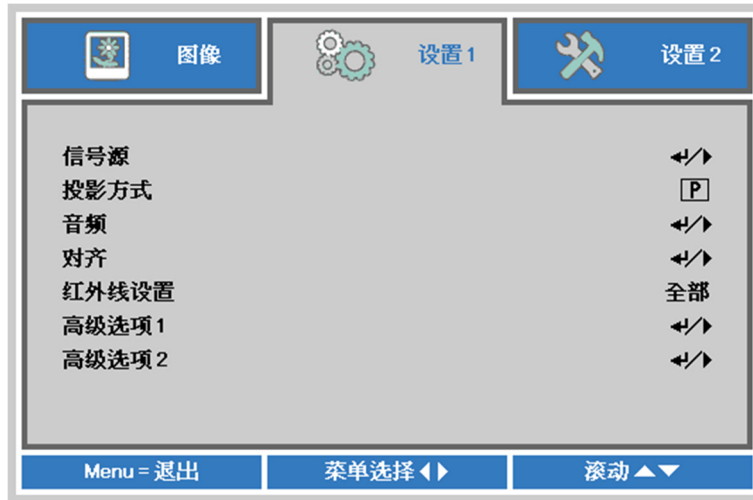 图像 设置1 设置2
信号源 ↵/▶
投影方式 P
音频 ↵/▶
对齐 ↵/▶
红外线设置 全部
高级选项1 ↵/▶
高级选项2 ↵/▶
Menu=退出 菜单选择◀▶ 滚动▲▼